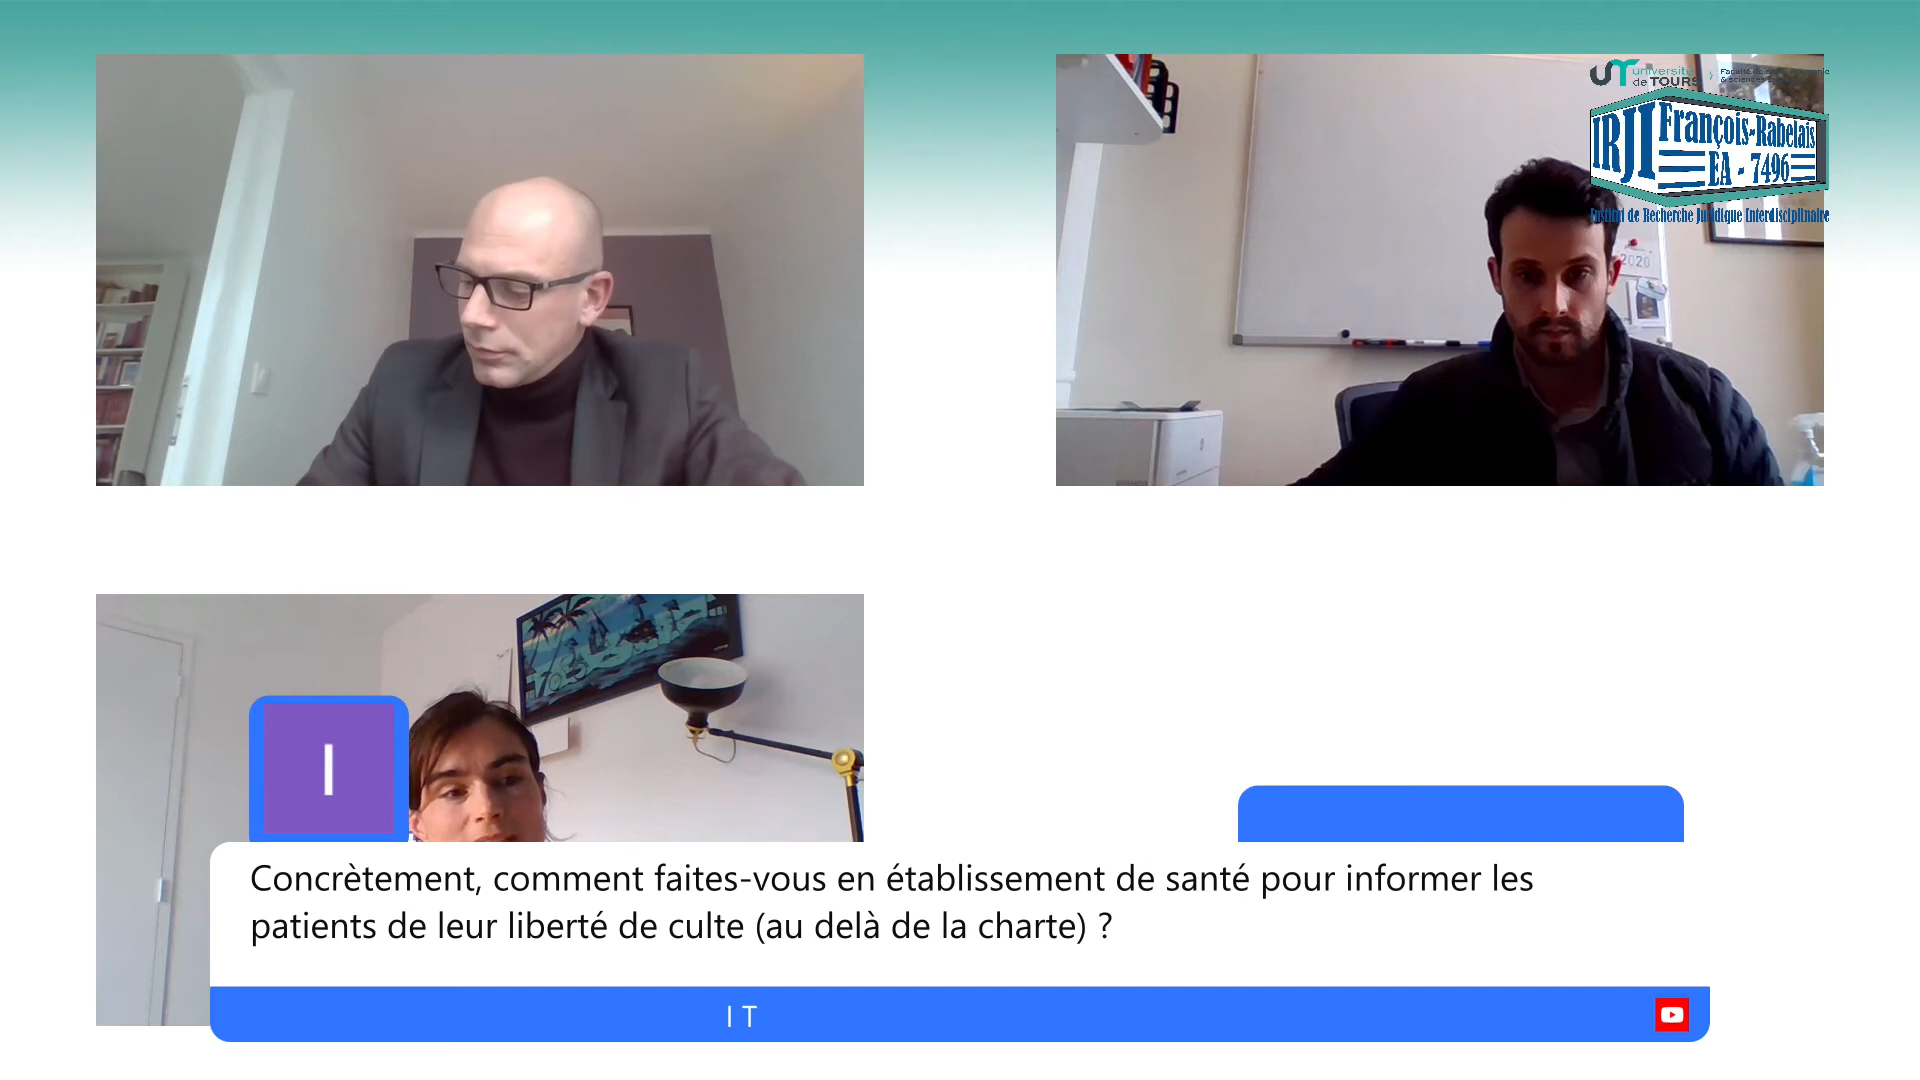 université
de TOURS
IRJI François-Rabelais
EA - 7496
Institut de Recherche Juridique Interdisciplinaire
2020
I
Concrètement, comment faites-vous en établissement de santé pour informer les
patients de leur liberté de culte (au delà de la charte) ?
I T